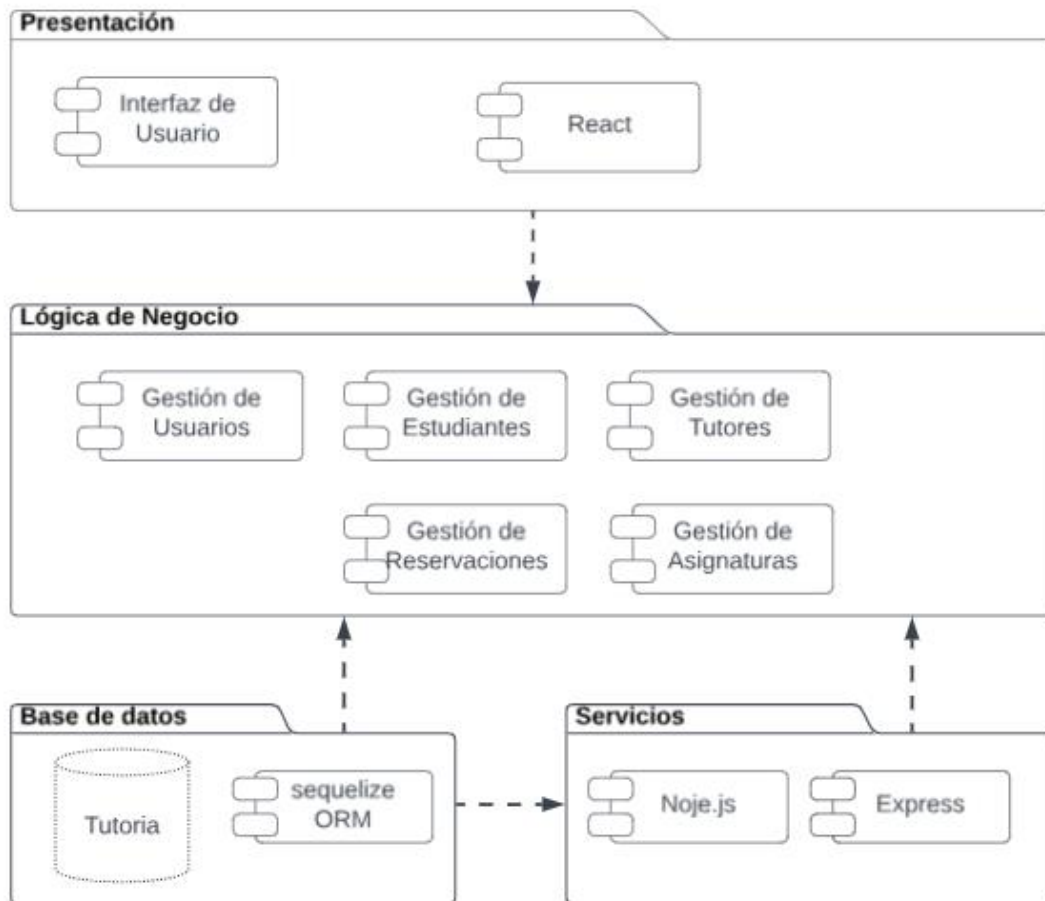 Presentación
Interfaz de
Usuario
React
Lógica de Negocio
Gestión de
Usuarios
Gestión de
Estudiantes
Gestión de
Tutores
Gestión de
Reservaciones
Gestión de
Asignaturas
Base de datos
Tutoria
sequelize
ORM
Servicios
Noje.js
Express